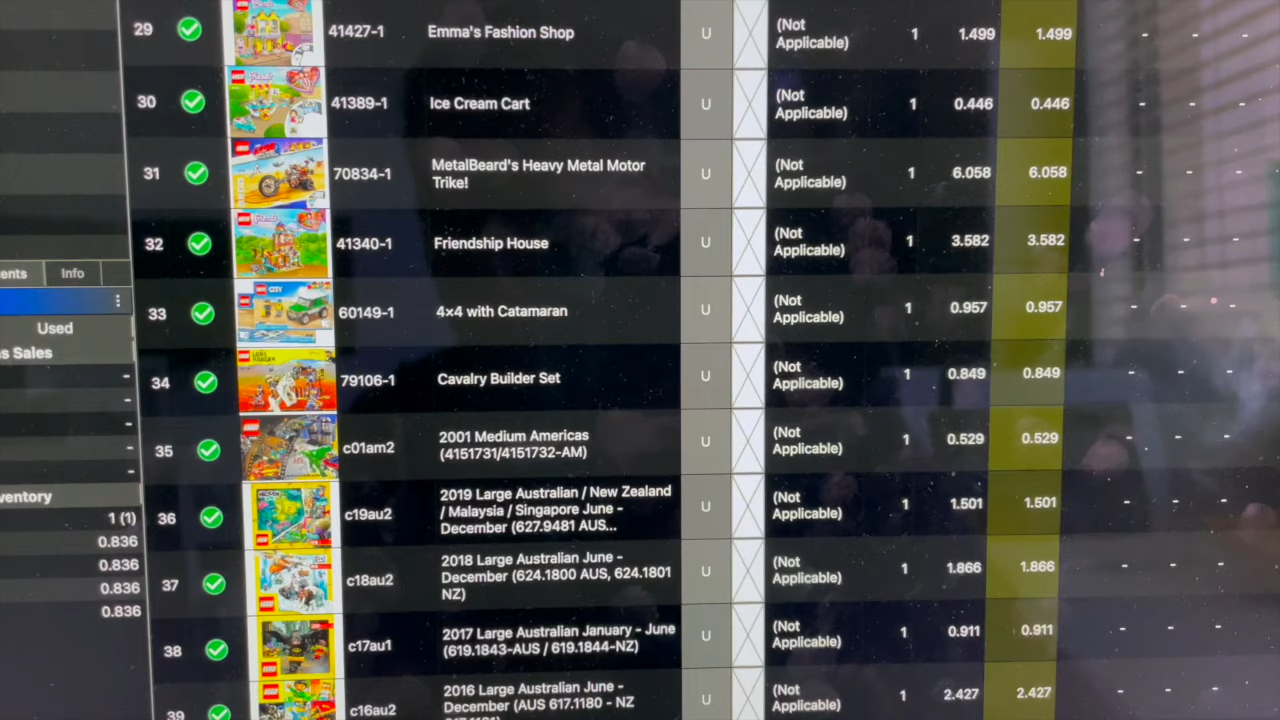 29 41427-1 Emma's Fashion Shop U (Not Applicable) 1 1.499 1.499 - - -
30 41389-1 Ice Cream Cart U (Not Applicable) 1 0.446 0.446 - - -
31 70834-1 MetalBeard's Heavy Metal Motor Trike! U (Not Applicable) 1 6.058 6.058 - - -
32 41340-1 Friendship House U (Not Applicable) 1 3.582 3.582 - - -
33 60149-1 4x4 with Catamaran U (Not Applicable) 1 0.957 0.957 - - -
34 79106-1 Cavalry Builder Set U (Not Applicable) 1 0.849 0.849 - - -
35 c01am2 2001 Medium Americas (4151731/4151732-AM) U (Not Applicable) 1 0.529 0.529 - - -
36 c19au2 2019 Large Australian / New Zealand / Malaysia / Singapore June - December (627.9481 AUS... U (Not Applicable) 1 1.501 1.501 - - -
37 c18au2 2018 Large Australian June - December (624.1800 AUS, 624.1801 NZ) U (Not Applicable) 1 1.866 1.866 - - -
38 c17au1 2017 Large Australian January - June (619.1843-AUS / 619.1844-NZ) U (Not Applicable) 1 0.911 0.911 - - -
39 c16au2 2016 Large Australian June - December (AUS 617.1180 - NZ U (Not Applicable) 1 2.427 2.427 - - -
ents Info
Used
s Sales
ventory
1 (1)
0.836
0.836
0.836
0.836